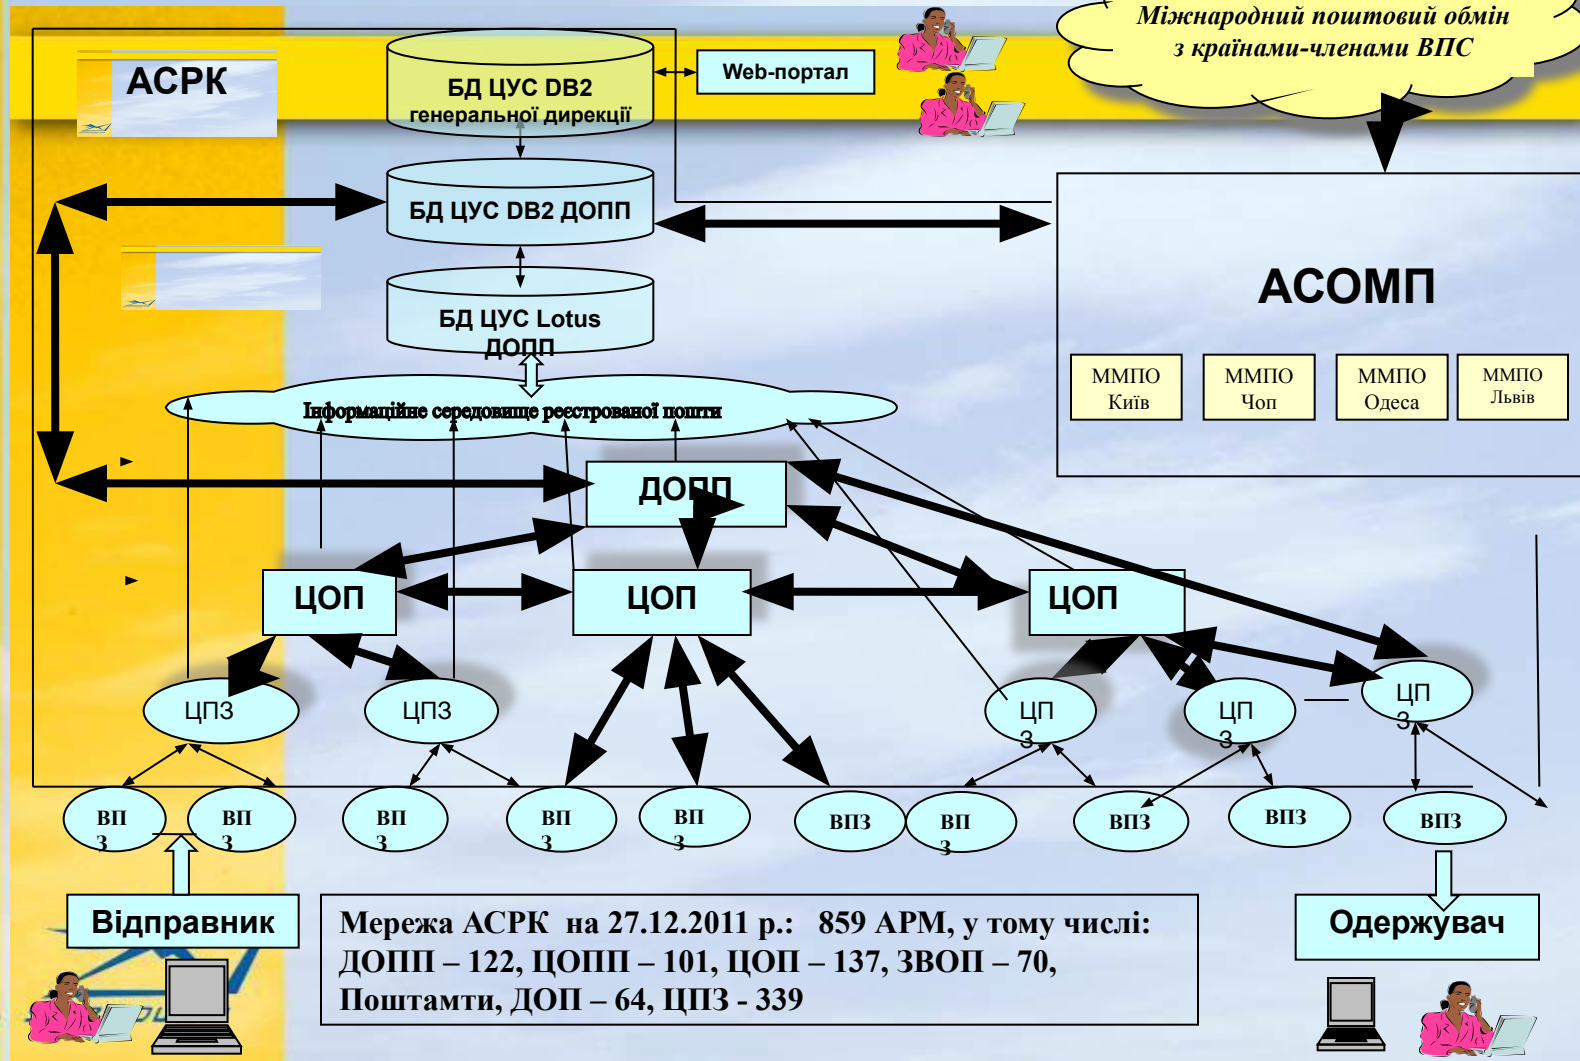 Міжнародний поштовий обмін
з країнами-членами ВПС
АСРК
БД ЦУС DB2
генеральної дирекції
Web-портал
БД ЦУС DB2 ДОПП
АСОМП
БД ЦУС Lotus
ДОПП
ММПО
Київ
ММПО
Чоп
ММПО
Одеса
ММПО
Львів
Інформаційне середовище реєстрованої пошти
ДОПП
ЦОП
ЦОП
ЦОП
ЦПЗ
ЦПЗ
ЦП
З
ЦП
З
ЦП
З
ВП
З
ВП
З
ВП
З
ВП
З
ВП
З
ВПЗ
ВП
З
ВПЗ
ВПЗ
ВПЗ
Відправник
Мережа АСРК на 27.12.2011 р.: 859 АРМ, у тому числі:
ДОПП – 122, ЦОПП – 101, ЦОП – 137, ЗВОП – 70,
Поштамти, ДОП – 64, ЦПЗ - 339
Одержувач